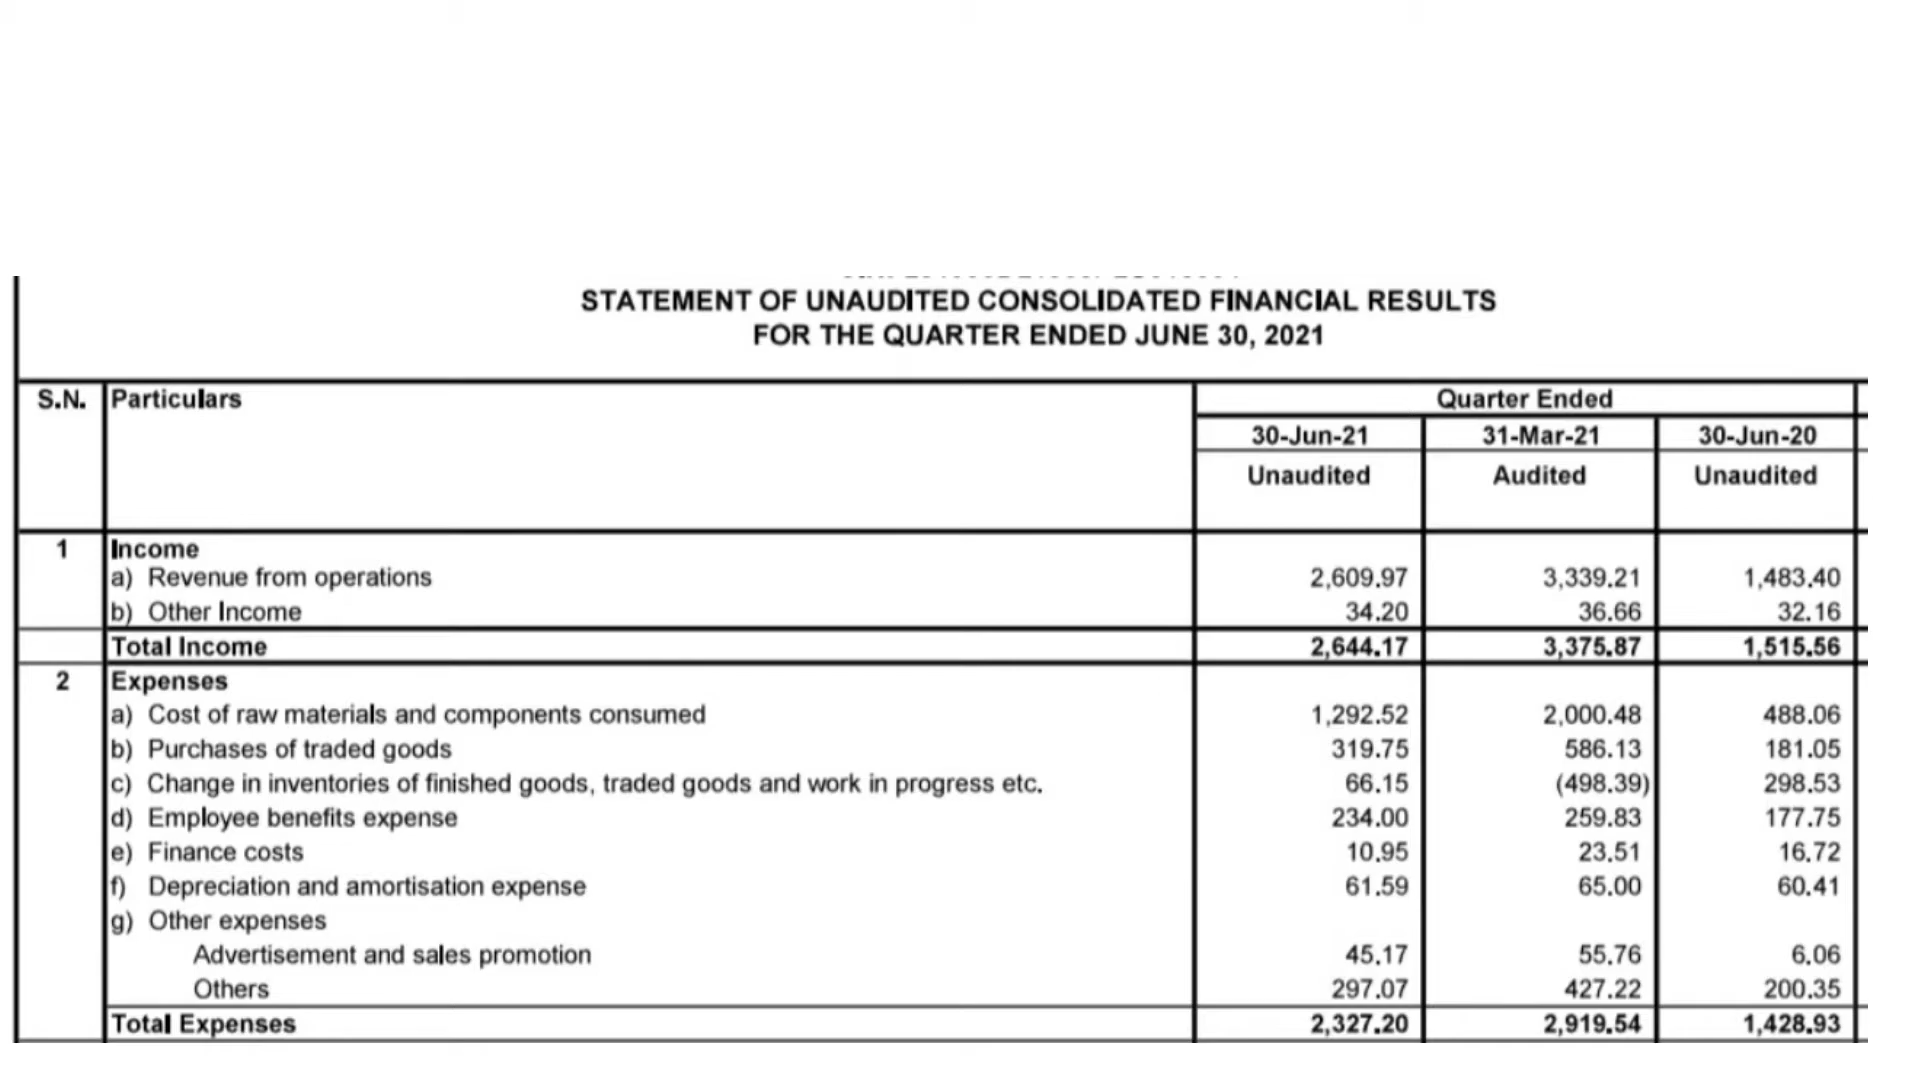 STATEMENT OF UNAUDITED CONSOLIDATED FINANCIAL RESULTS
FOR THE QUARTER ENDED JUNE 30, 2021
S.N. Particulars Quarter Ended
30-Jun-21 31-Mar-21 30-Jun-20
Unaudited Audited Unaudited
1 Income
a) Revenue from operations 2,609.97 3,339.21 1,483.40
b) Other Income 34.20 36.66 32.16
Total Income 2,644.17 3,375.87 1,515.56
2 Expenses
a) Cost of raw materials and components consumed 1,292.52 2,000.48 488.06
b) Purchases of traded goods 319.75 586.13 181.05
c) Change in inventories of finished goods, traded goods and work in progress etc. 66.15 (498.39) 298.53
d) Employee benefits expense 234.00 259.83 177.75
e) Finance costs 10.95 23.51 16.72
f) Depreciation and amortisation expense 61.59 65.00 60.41
g) Other expenses
Advertisement and sales promotion 45.17 55.76 6.06
Others 297.07 427.22 200.35
Total Expenses 2,327.20 2,919.54 1,428.93